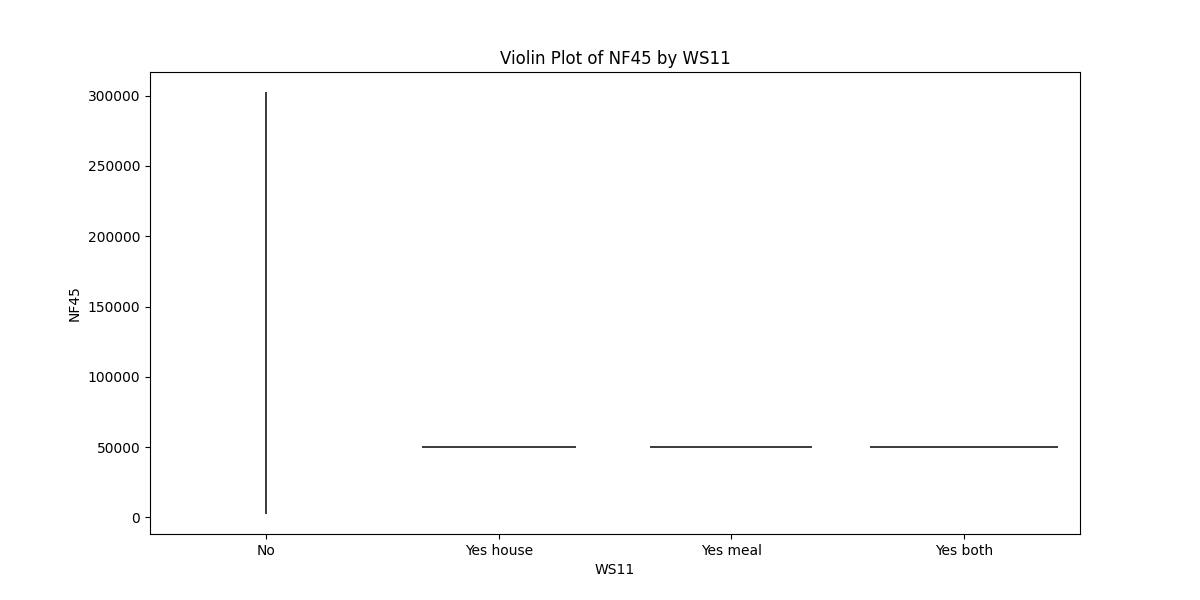 Violin Plot of NF45 by WS11
300000
250000
200000
150000
100000
50000
0
NF45
No
Yes house
Yes meal
Yes both
WS11